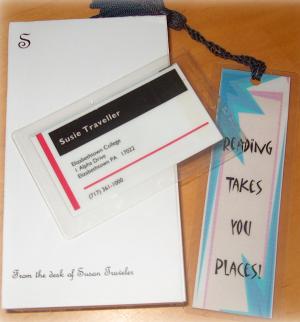 S
Susie Traveller
Elizabethtown College
1 Alpha Drive
Elizabethtown PA 17022
(717) 361-1000
From the desk of Susan Traveler
READING
TAKES
YOU
PLACES!